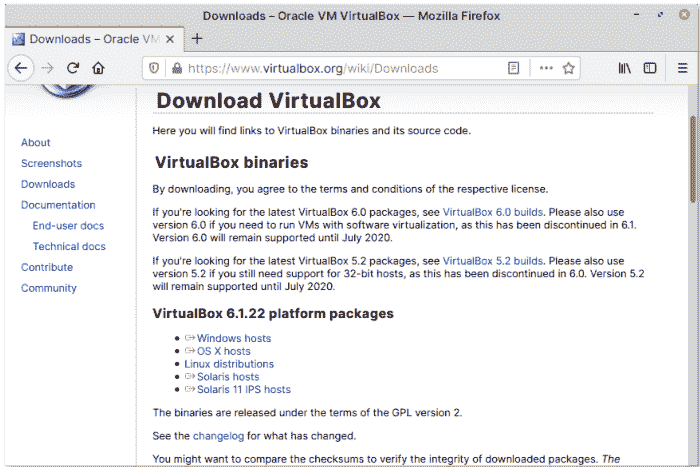 Downloads – Oracle VM VirtualBox — Mozilla Firefox
Downloads – Oracle VM
https://www.virtualbox.org/wiki/Downloads
Download VirtualBox
Here you will find links to VirtualBox binaries and its source code.
About
Screenshots
Downloads
Documentation
End-user docs
Technical docs
Contribute
Community
VirtualBox binaries
By downloading, you agree to the terms and conditions of the respective license.
If you're looking for the latest VirtualBox 6.0 packages, see VirtualBox 6.0 builds. Please also use
version 6.0 if you need to run VMs with software virtualization, as this has been discontinued in 6.1.
Version 6.0 will remain supported until July 2020.
If you're looking for the latest VirtualBox 5.2 packages, see VirtualBox 5.2 builds. Please also use
version 5.2 if you still need support for 32-bit hosts, as this has been discontinued in 6.0. Version 5.2
will remain supported until July 2020.
VirtualBox 6.1.22 platform packages
Windows hosts
OS X hosts
Linux distributions
Solaris hosts
Solaris 11 IPS hosts
The binaries are released under the terms of the GPL version 2.
See the changelog for what has changed.
You might want to compare the checksums to verify the integrity of downloaded packages. The